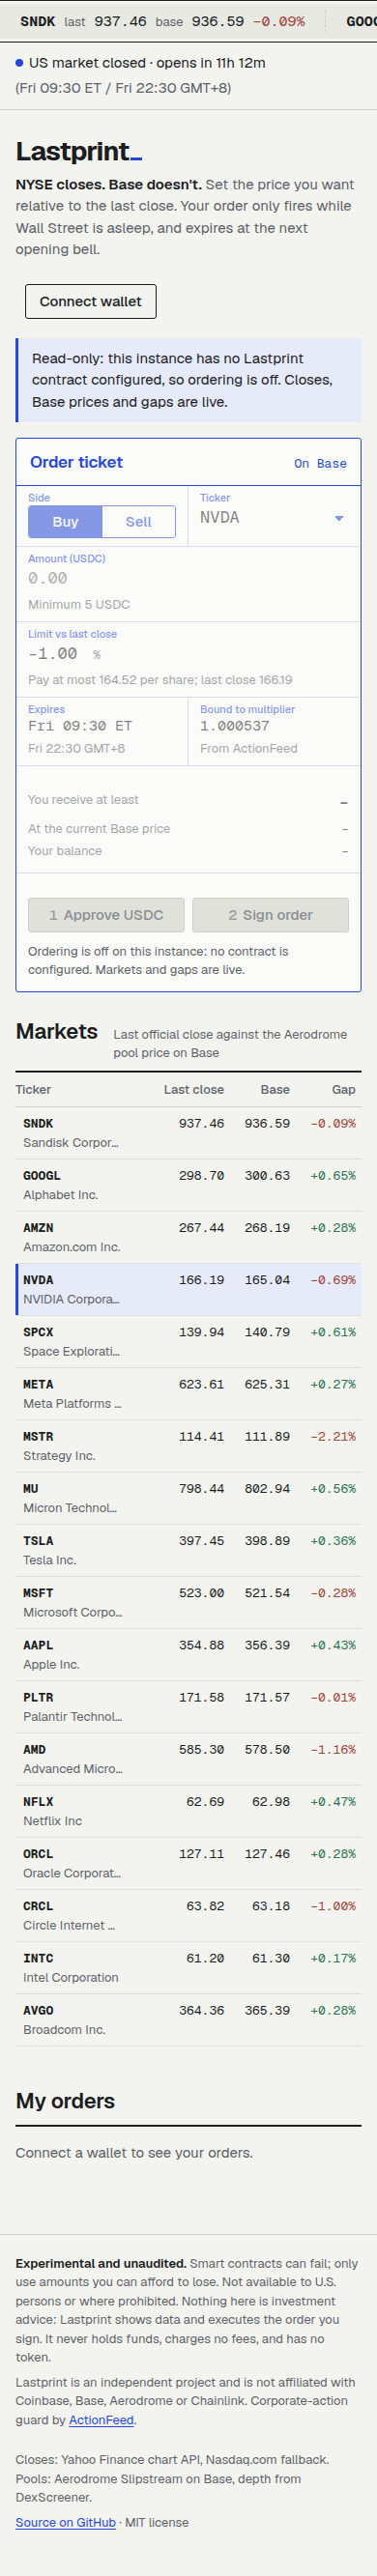 SNDK last 937.46 base 936.59 −0.09% GOO
US market closed · opens in 11h 12m
(Fri 09:30 ET / Fri 22:30 GMT+8)
Lastprint_
NYSE closes. Base doesn't. Set the price you want
relative to the last close. Your order only fires while
Wall Street is asleep, and expires at the next
opening bell.
Connect wallet
Read-only: this instance has no Lastprint
contract configured, so ordering is off. Closes,
Base prices and gaps are live.
Order ticket On Base
Side Ticker
Buy Sell NVDA
Amount (USDC)
0.00
Minimum 5 USDC
Limit vs last close
-1.00 %
Pay at most 164.52 per share; last close 166.19
Expires Bound to multiplier
Fri 09:30 ET 1.000537
Fri 22:30 GMT+8 From ActionFeed
You receive at least –
At the current Base price –
Your balance –
1 Approve USDC 2 Sign order
Ordering is off on this instance: no contract is
configured. Markets and gaps are live.
Markets Last official close against the Aerodrome
pool price on Base
Ticker Last close Base Gap
SNDK 937.46 936.59 −0.09%
Sandisk Corpor…
GOOGL 298.70 300.63 +0.65%
Alphabet Inc.
AMZN 267.44 268.19 +0.28%
Amazon.com Inc.
NVDA 166.19 165.04 −0.69%
NVIDIA Corpora…
SPCX 139.94 140.79 +0.61%
Space Explorati…
META 623.61 625.31 +0.27%
Meta Platforms …
MSTR 114.41 111.89 −2.21%
Strategy Inc.
MU 798.44 802.94 +0.56%
Micron Technol…
TSLA 397.45 398.89 +0.36%
Tesla Inc.
MSFT 523.00 521.54 −0.28%
Microsoft Corpo…
AAPL 354.88 356.39 +0.43%
Apple Inc.
PLTR 171.58 171.57 −0.01%
Palantir Technol…
AMD 585.30 578.50 −1.16%
Advanced Micro…
NFLX 62.69 62.98 +0.47%
Netflix Inc
ORCL 127.11 127.46 +0.28%
Oracle Corporat…
CRCL 63.82 63.18 −1.00%
Circle Internet …
INTC 61.20 61.30 +0.17%
Intel Corporation
AVGO 364.36 365.39 +0.28%
Broadcom Inc.
My orders
Connect a wallet to see your orders.
Experimental and unaudited. Smart contracts can fail; only
use amounts you can afford to lose. Not available to U.S.
persons or where prohibited. Nothing here is investment
advice: Lastprint shows data and executes the order you
sign. It never holds funds, charges no fees, and has no
token.
Lastprint is an independent project and is not affiliated with
Coinbase, Base, Aerodrome or Chainlink. Corporate-action
guard by ActionFeed.
Closes: Yahoo Finance chart API, Nasdaq.com fallback.
Pools: Aerodrome Slipstream on Base, depth from
DexScreener.
Source on GitHub · MIT license